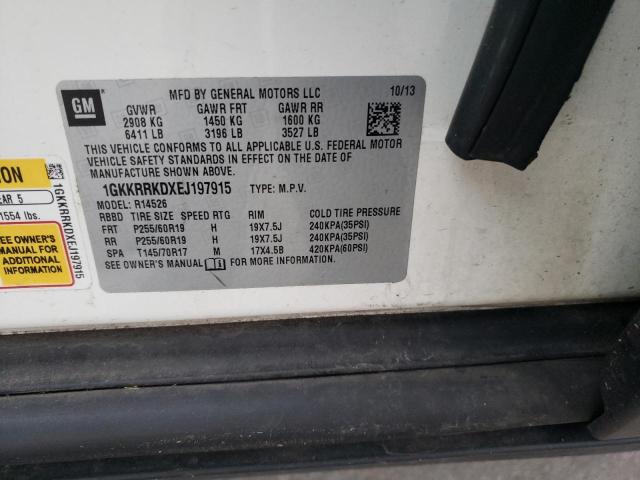 GM
MFD BY GENERAL MOTORS LLC 10/13
GVWR GAWR FRT GAWR RR
2908 KG 1450 KG 1600 KG
6411 LB 3196 LB 3527 LB
THIS VEHICLE CONFORMS TO ALL APPLICABLE U.S. FEDERAL MOTOR
VEHICLE SAFETY STANDARDS IN EFFECT ON THE DATE OF
MANUFACTURE SHOWN ABOVE.
1GKKRRKDXEJ197915 TYPE: M.P.V.
MODEL: R14526
RBBD TIRE SIZE SPEED RTG RIM COLD TIRE PRESSURE
FRT P255/60R19 H 19X7.5J 240KPA(35PSI)
RR P255/60R19 H 19X7.5J 240KPA(35PSI)
SPA T145/70R17 M 17X4.5B 420KPA(60PSI)
SEE OWNER'S MANUAL FOR MORE INFORMATION.
5
1554 lbs.
SEE OWNER'S
MANUAL FOR
ADDITIONAL
INFORMATION
1GKKRRKDXEJ197915